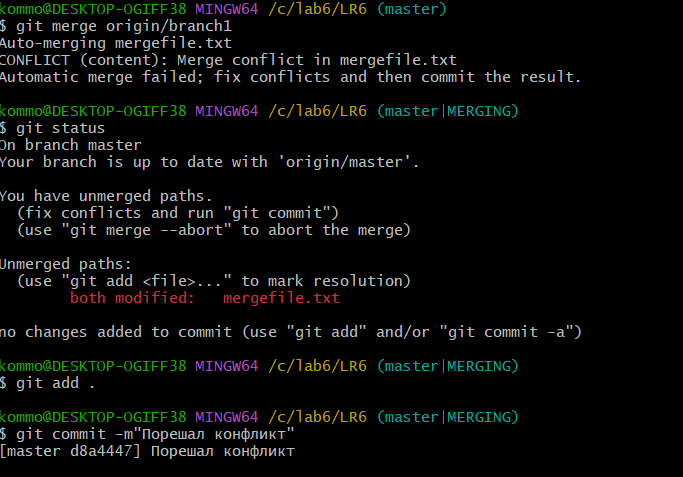 kommo@DESKTOP-OGIFF38 MINGW64 /c/lab6/LR6 (master)
$ git merge origin/branch1
Auto-merging mergefile.txt
CONFLICT (content): Merge conflict in mergefile.txt
Automatic merge failed; fix conflicts and then commit the result.
kommo@DESKTOP-OGIFF38 MINGW64 /c/lab6/LR6 (master|MERGING)
$ git status
On branch master
Your branch is up to date with 'origin/master'.
You have unmerged paths.
  (fix conflicts and run "git commit")
  (use "git merge --abort" to abort the merge)
Unmerged paths:
  (use "git add <file>..." to mark resolution)
        both modified:   mergefile.txt
no changes added to commit (use "git add" and/or "git commit -a")
kommo@DESKTOP-OGIFF38 MINGW64 /c/lab6/LR6 (master|MERGING)
$ git add .
kommo@DESKTOP-OGIFF38 MINGW64 /c/lab6/LR6 (master|MERGING)
$ git commit -m"Порешал конфликт"
[master d8a4447] Порешал конфликт